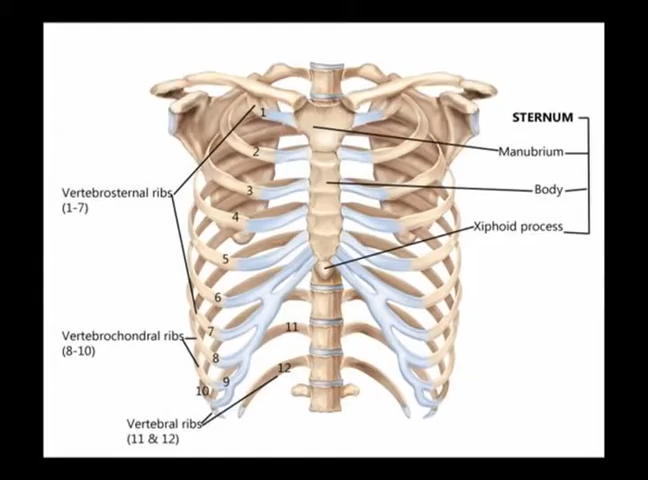 STERNUM
1
Manubrium
2
Vertebrosternal ribs
(1-7)
3
Body
4
Xiphoid process
5
6
7
11
Vertebrochondral ribs
(8-10)
8
12
9
10
Vertebral ribs
(11 & 12)